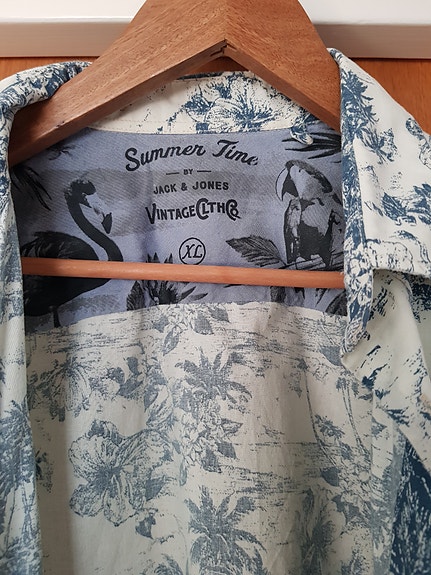 Summer Time
BY
JACK & JONES
VINTAGE CLTH Co
XL